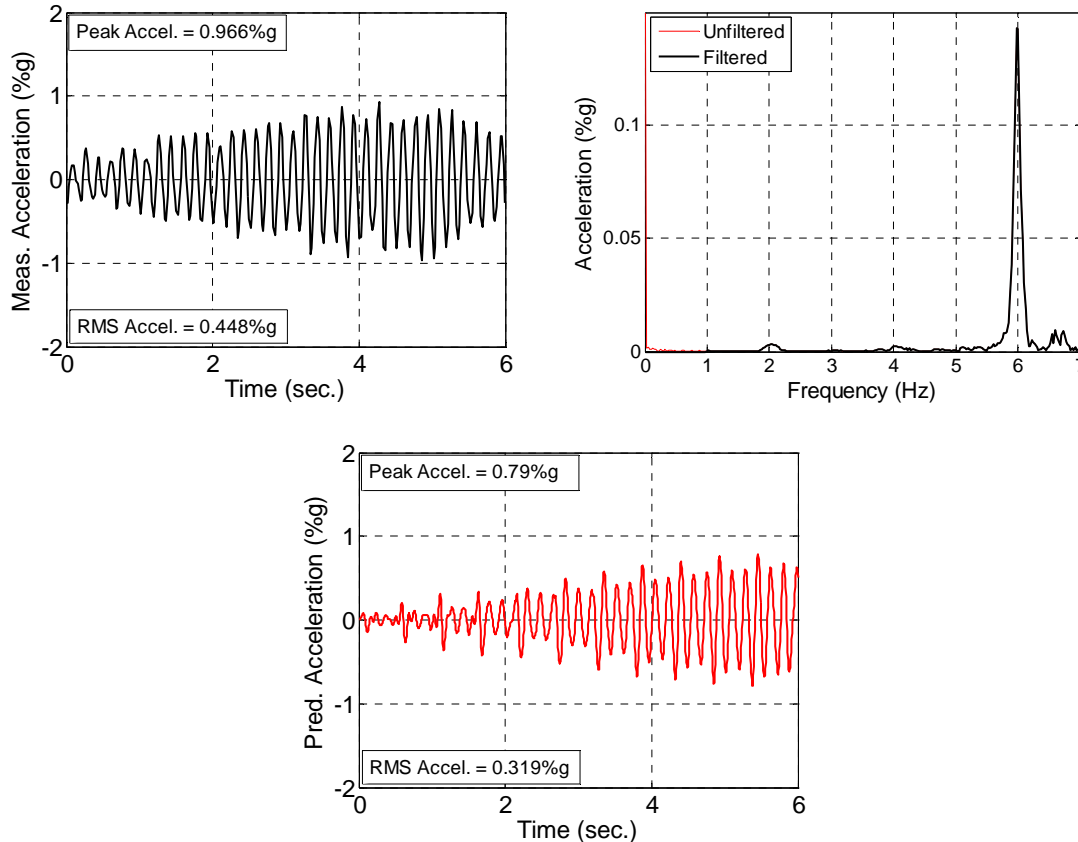 Peak Accel. = 0.966%g
2
1
0
-1
-2
Meas. Acceleration (%g)
RMS Accel. = 0.448%g
0 2 4 6
Time (sec.)
Unfiltered
Filtered
0.1
0.05
0
Acceleration (%g)
0 1 2 3 4 5 6 7
Frequency (Hz)
Peak Accel. = 0.79%g
2
1
0
-1
-2
Pred. Acceleration (%g)
RMS Accel. = 0.319%g
0 2 4 6
Time (sec.)